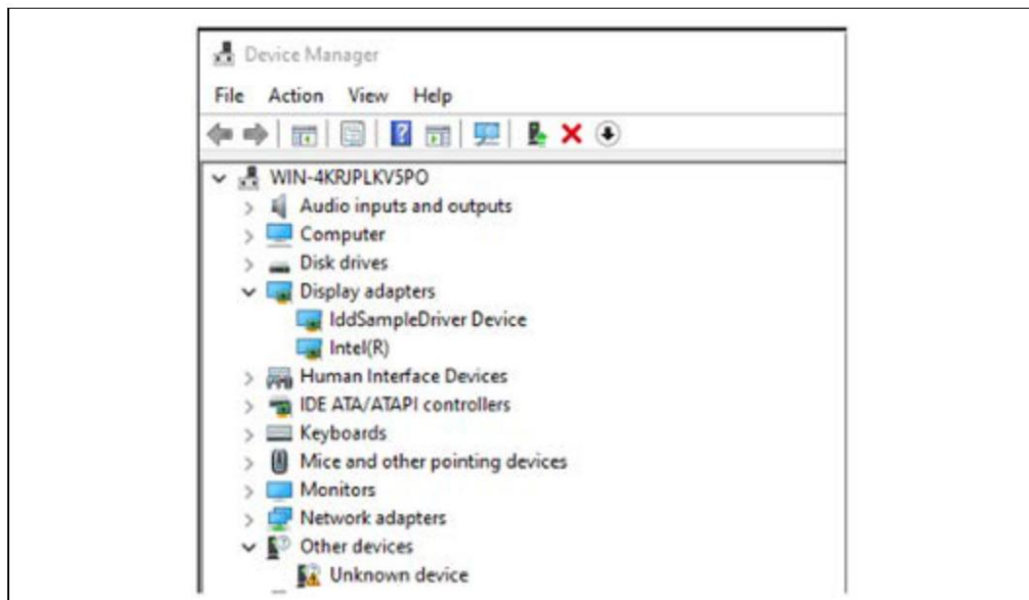 Device Manager
File Action View Help
WIN-4KRJPLKV5PO
Audio inputs and outputs
Computer
Disk drives
Display adapters
IddSampleDriver Device
Intel(R)
Human Interface Devices
IDE ATA/ATAPI controllers
Keyboards
Mice and other pointing devices
Monitors
Network adapters
Other devices
Unknown device